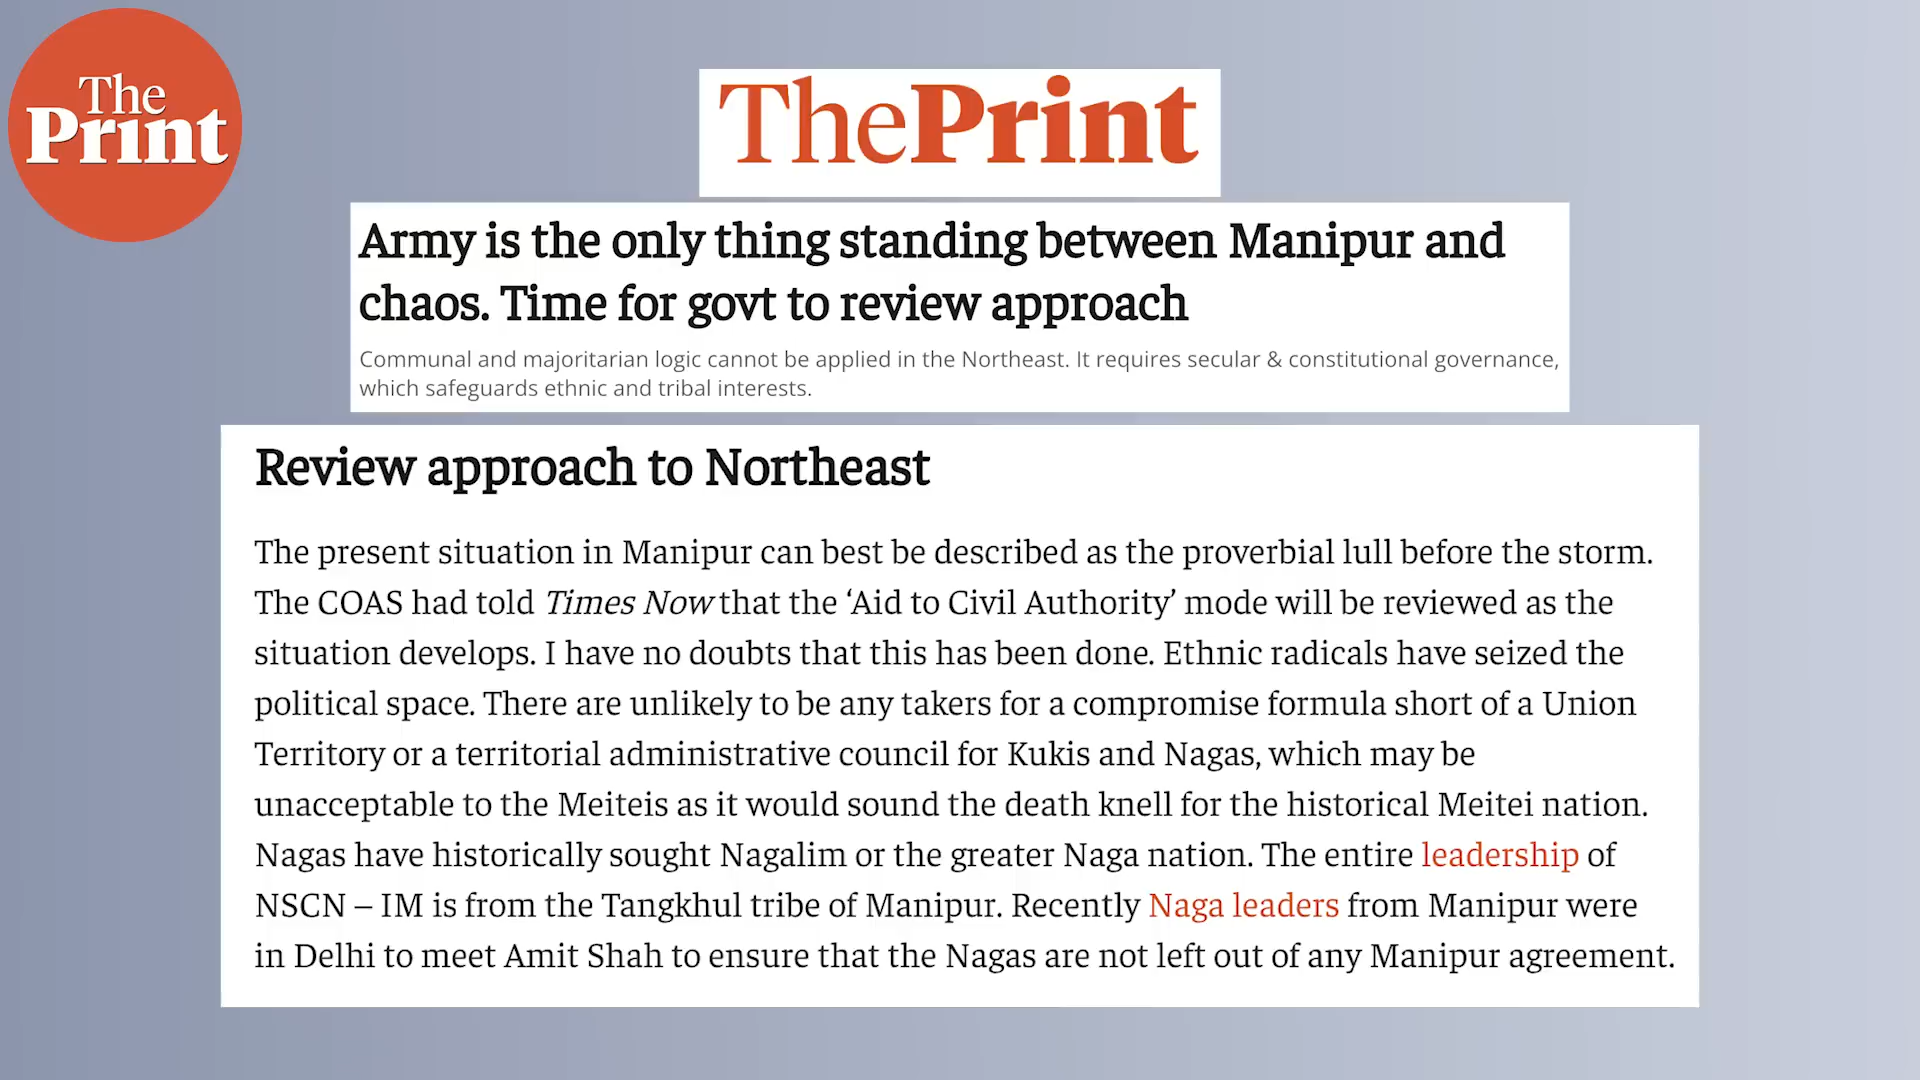 The
Print
ThePrint
Army is the only thing standing between Manipur and
chaos. Time for govt to review approach
Communal and majoritarian logic cannot be applied in the Northeast. It requires secular & constitutional governance,
which safeguards ethnic and tribal interests.
Review approach to Northeast
The present situation in Manipur can best be described as the proverbial lull before the storm.
The COAS had told Times Now that the ‘Aid to Civil Authority’ mode will be reviewed as the
situation develops. I have no doubts that this has been done. Ethnic radicals have seized the
political space. There are unlikely to be any takers for a compromise formula short of a Union
Territory or a territorial administrative council for Kukis and Nagas, which may be
unacceptable to the Meiteis as it would sound the death knell for the historical Meitei nation.
Nagas have historically sought Nagalim or the greater Naga nation. The entire leadership of
NSCN – IM is from the Tangkhul tribe of Manipur. Recently Naga leaders from Manipur were
in Delhi to meet Amit Shah to ensure that the Nagas are not left out of any Manipur agreement.